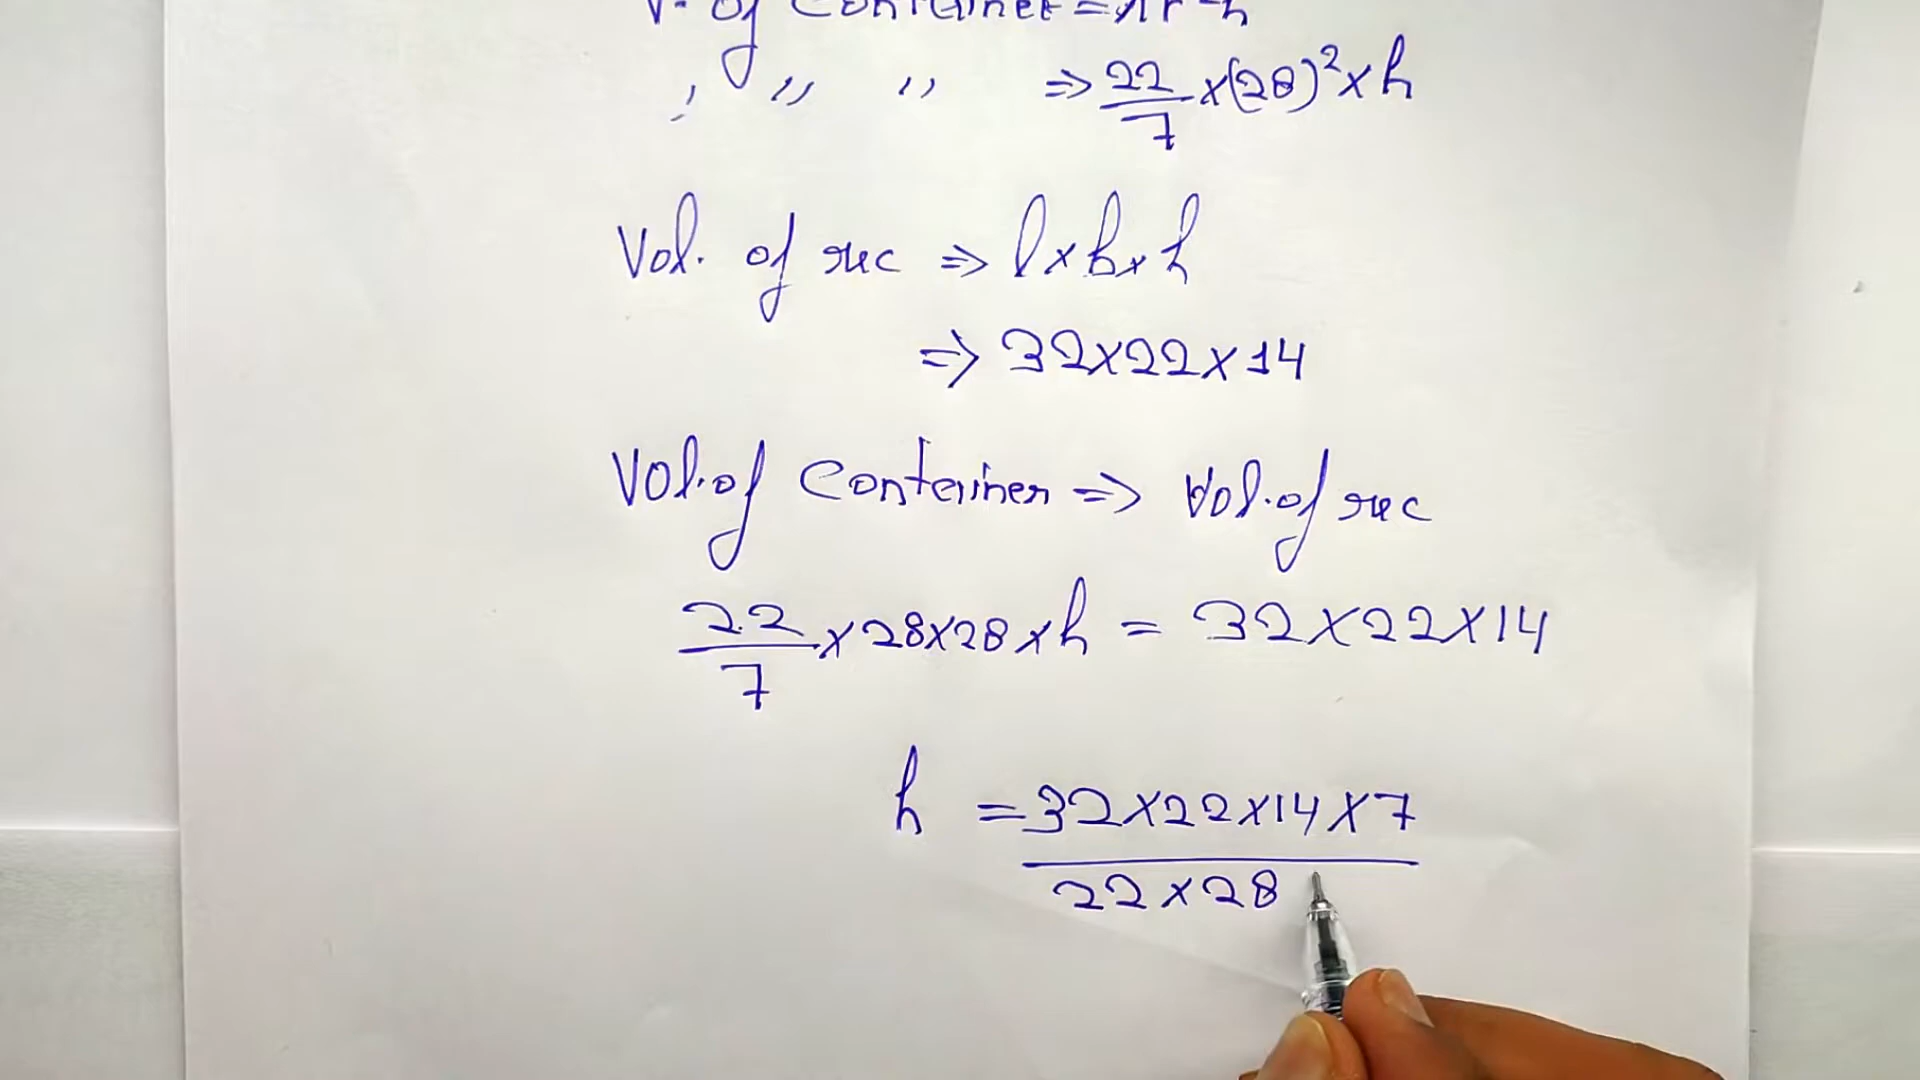 V. of Container = πr²h
,, ,, ,, ⇒ 22/7 ×(28)² × h
Vol. of rec ⇒ l×b×h
⇒ 32×22×14
Vol. of Container ⇒ Vol. of rec
22/7 × 28×28 × h = 32×22×14
h = 32×22×14×7
22×28